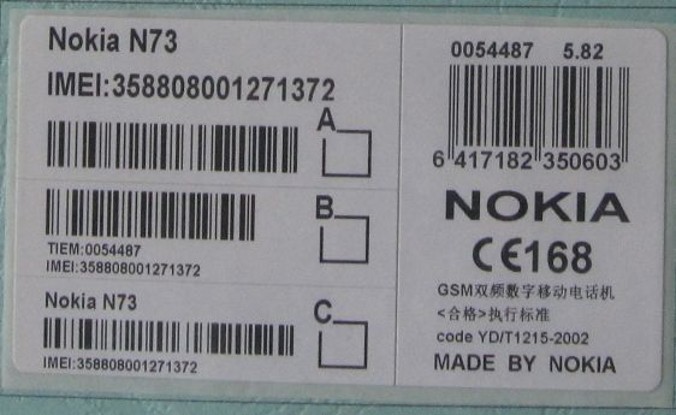 Nokia N73
IMEI:358808001271372
A
B
TIEM:0054487
IMEI:358808001271372
Nokia N73
C
IMEI:358808001271372
0054487 5.82
6 417182 350603
NOKIA
CE168
GSM双频数字移动电话机
<合格>执行标准
code YD/T1215-2002
MADE BY NOKIA